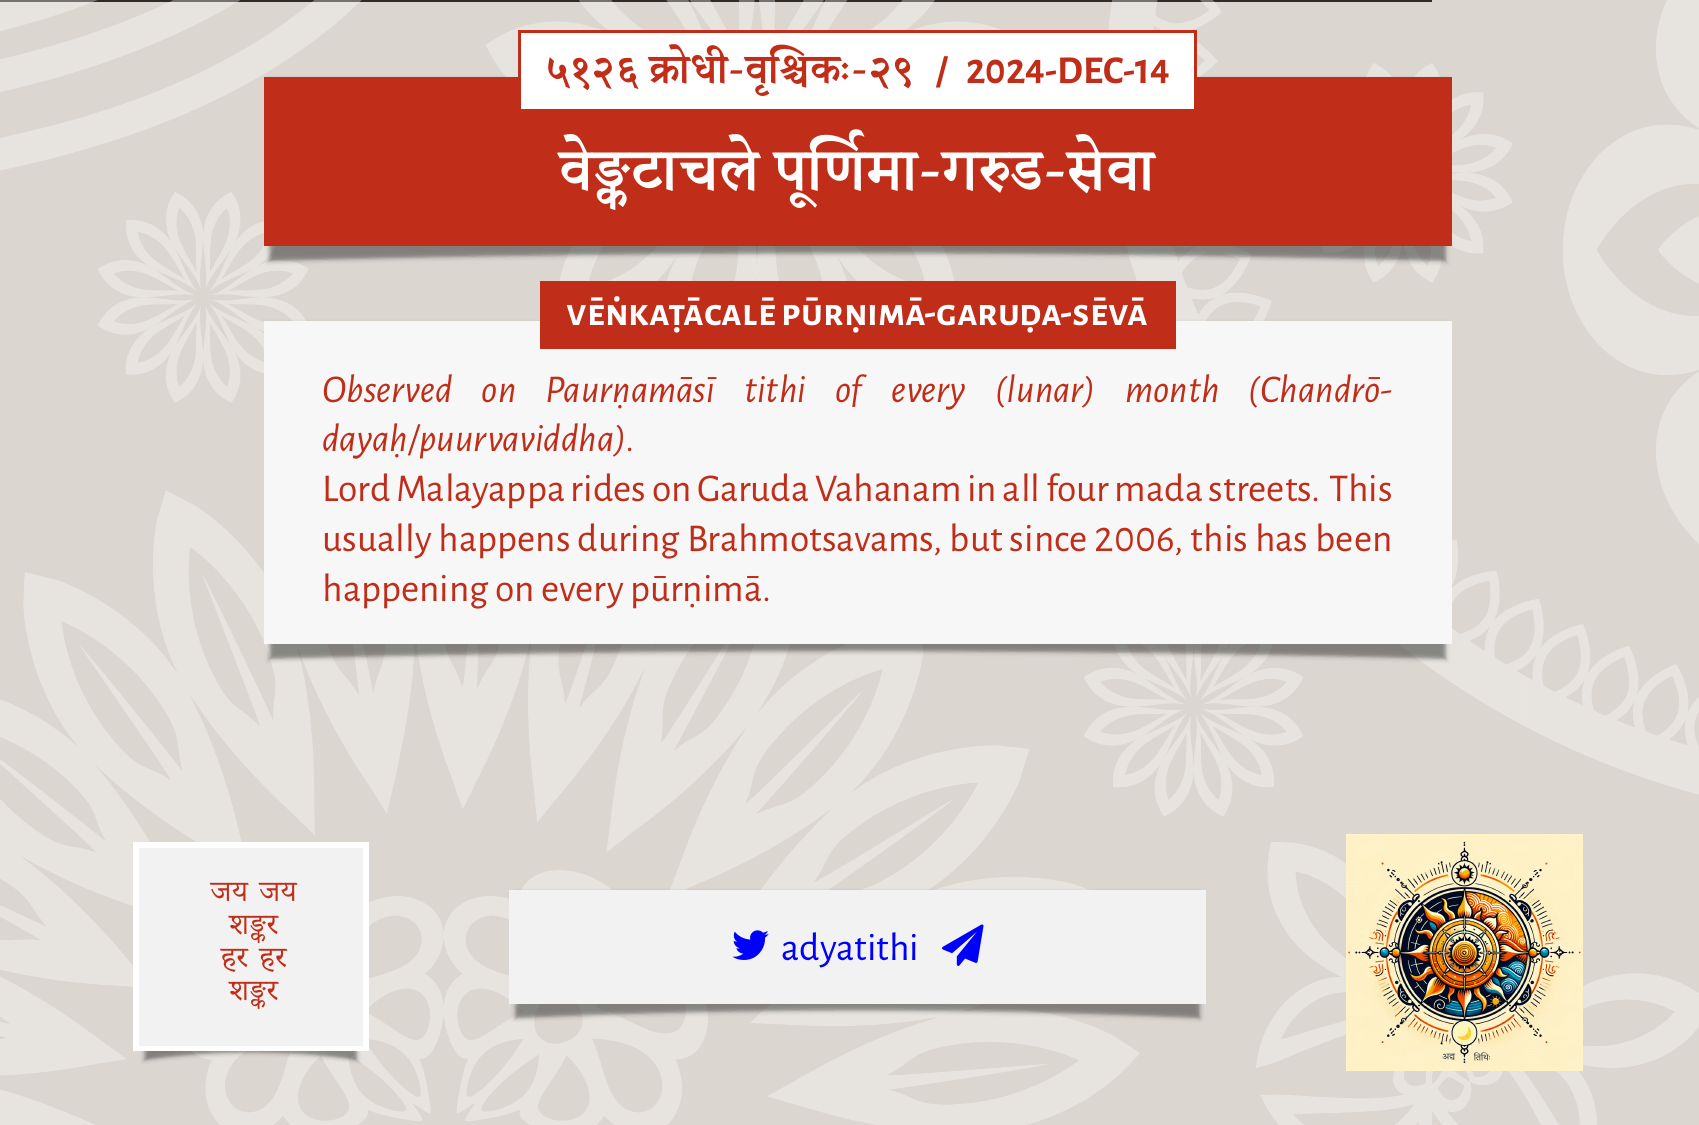 ५१२६ क्रोधी-वृश्चिकः-२९ / 2024-DEC-14
वेङ्कटाचले पूर्णिमा-गरुड-सेवा
VĒṄKAṬĀCALĒ PŪRṆIMĀ-GARUḌA-SĒVĀ
Observed on Paurṇamāsī tithi of every (lunar) month (Chandrō-
dayaḥ/puurvaviddha).
Lord Malayappa rides on Garuda Vahanam in all four mada streets. This
usually happens during Brahmotsavams, but since 2006, this has been
happening on every pūrṇimā.
जय जय
शङ्कर
हर हर
शङ्कर
adyatithi
अद्य तिथिः